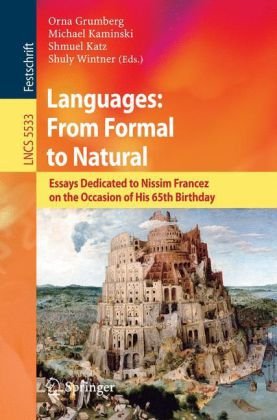 Orna Grumberg
Michael Kaminski
Shmuel Katz
Shuly Wintner (Eds.)
Festschrift
LNCS 5533
Languages:
From Formal
to Natural
Essays Dedicated to Nissim Francez
on the Occasion of His 65th Birthday
Springer